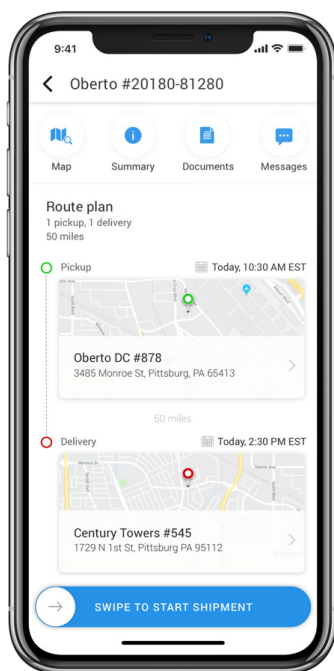 9:41
Oberto #20180-81280
Map Summary Documents Messages
Route plan
1 pickup, 1 delivery
50 miles
Pickup Today, 10:30 AM EST
Oberto DC #878
3485 Monroe St, Pittsburg, PA 65413
50 miles
Delivery Today, 2:30 PM EST
Century Towers #545
1729 N 1st St, Pittsburg PA 95112
SWIPE TO START SHIPMENT